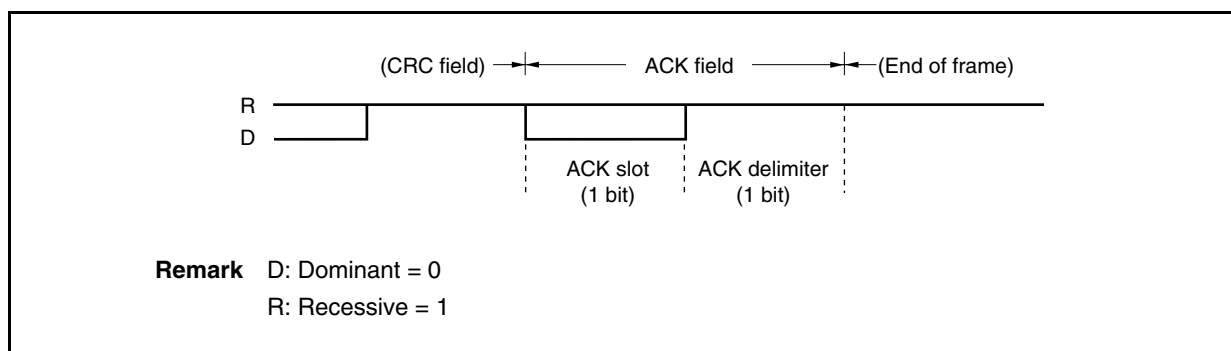 (CRC field) ACK field (End of frame)
R
D
ACK slot
(1 bit)
ACK delimiter
(1 bit)
Remark D: Dominant = 0
R: Recessive = 1